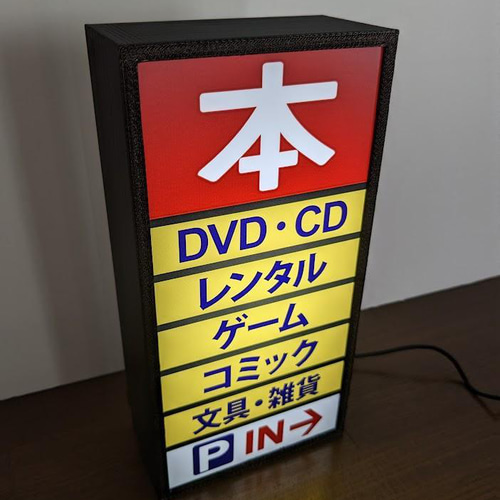 本
DVD・CD
レンタル
ゲーム
コミック
文具・雑貨
P IN→